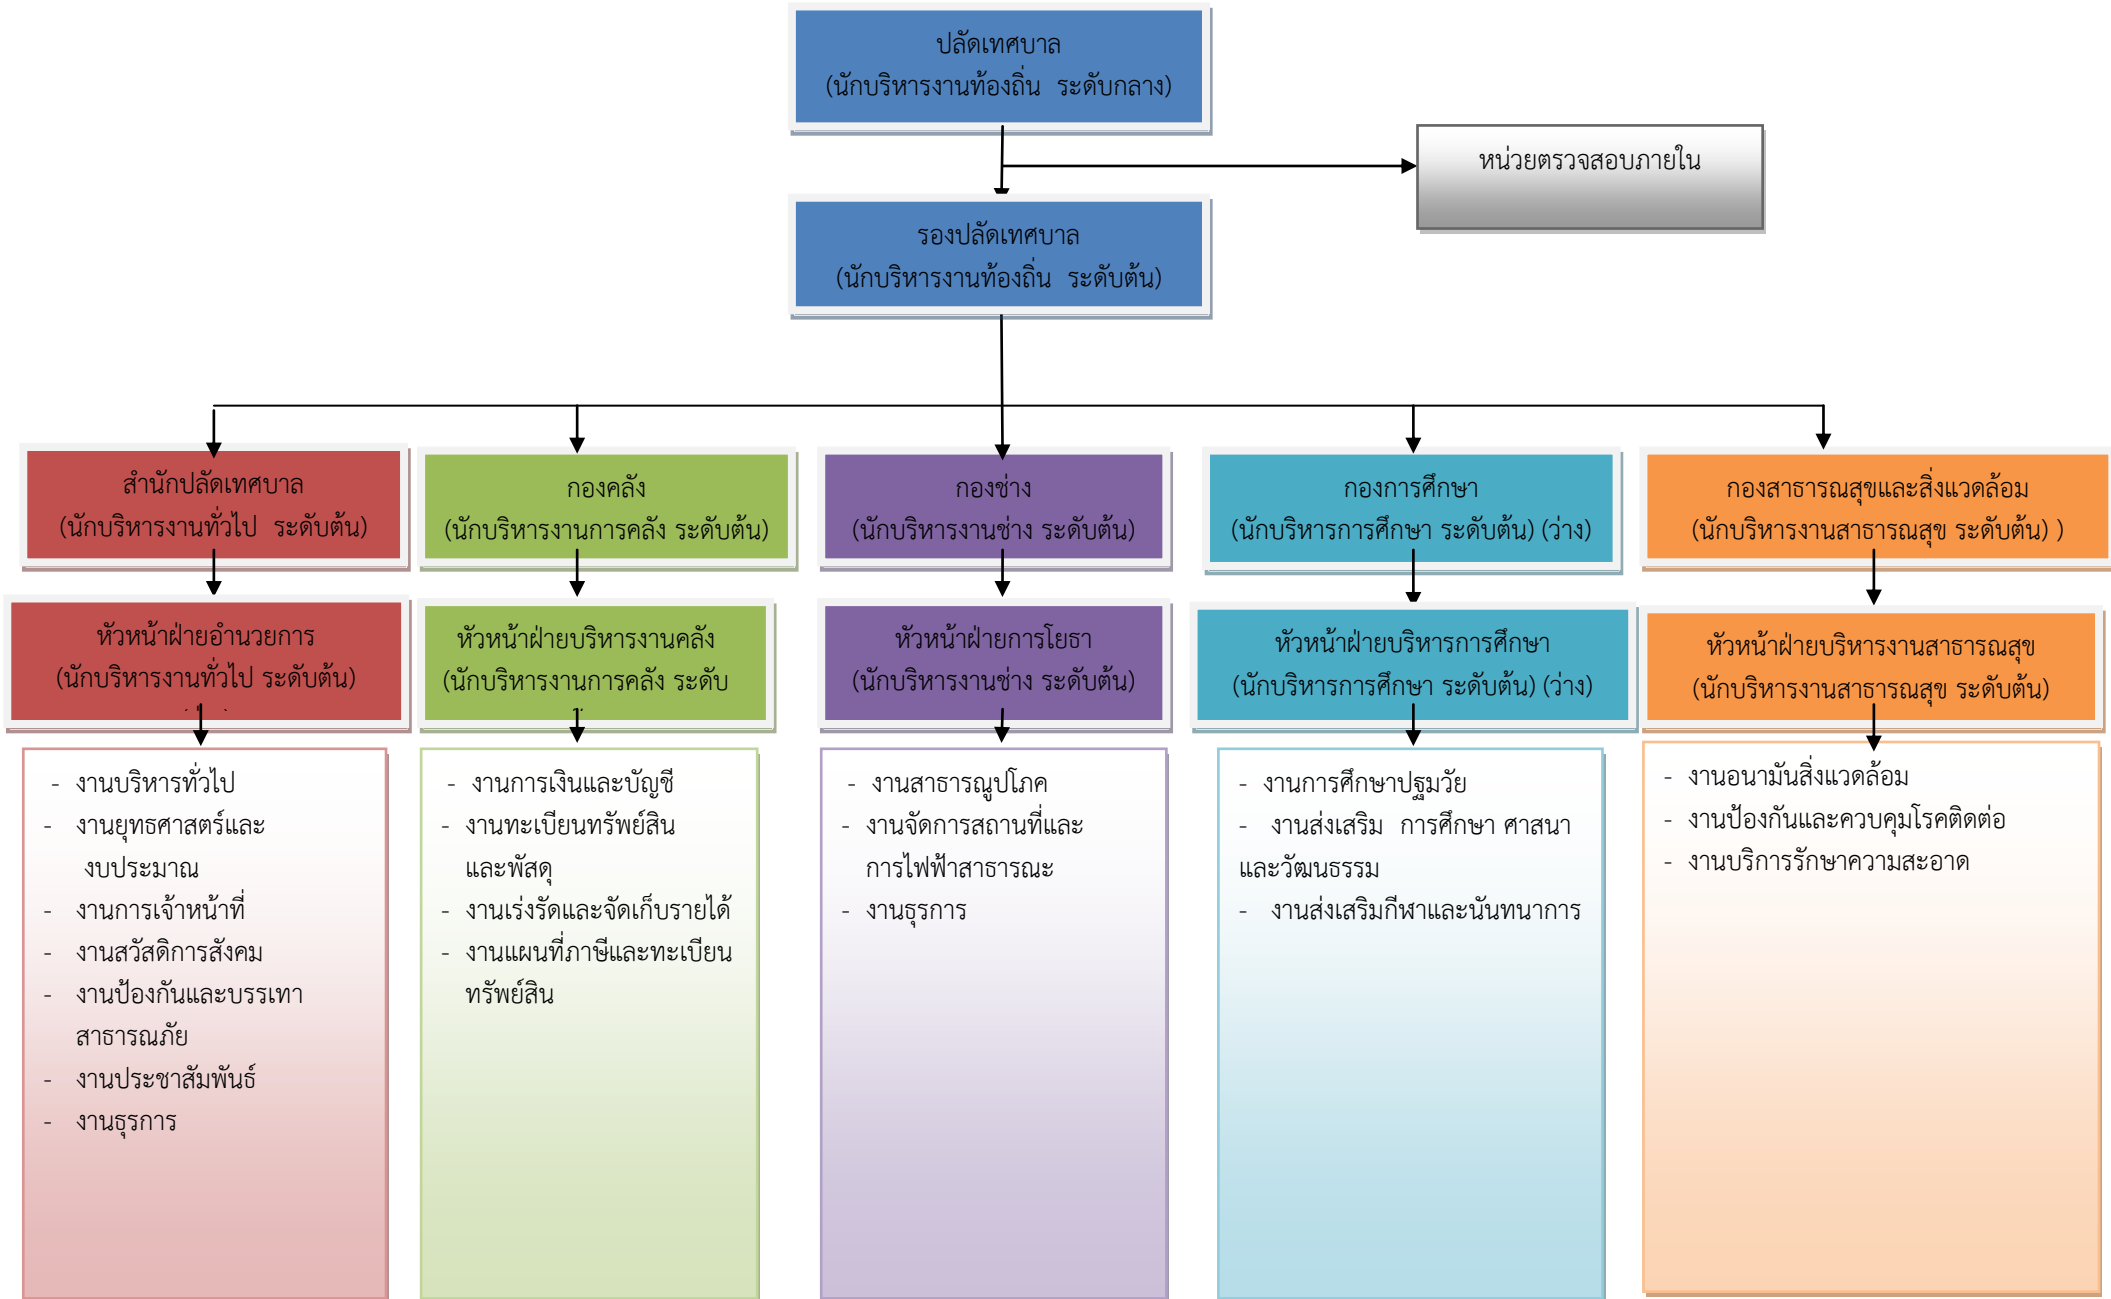 ปลัดเทศบาล
(นักบริหารงานท้องถิ่น  ระดับกลาง)
หน่วยตรวจสอบภายใน
รองปลัดเทศบาล
(นักบริหารงานท้องถิ่น  ระดับต้น)
สำนักปลัดเทศบาล
(นักบริหารงานทั่วไป  ระดับต้น)
กองคลัง
(นักบริหารงานการคลัง ระดับต้น)
กองช่าง
(นักบริหารงานช่าง ระดับต้น)
กองการศึกษา
(นักบริหารการศึกษา ระดับต้น) (ว่าง)
กองสาธารณสุขและสิ่งแวดล้อม
(นักบริหารงานสาธารณสุข ระดับต้น) )
หัวหน้าฝ่ายอำนวยการ
(นักบริหารงานทั่วไป ระดับต้น)
หัวหน้าฝ่ายบริหารงานคลัง
(นักบริหารงานการคลัง ระดับ
หัวหน้าฝ่ายการโยธา
(นักบริหารงานช่าง ระดับต้น)
หัวหน้าฝ่ายบริหารการศึกษา
(นักบริหารการศึกษา ระดับต้น) (ว่าง)
หัวหน้าฝ่ายบริหารงานสาธารณสุข
(นักบริหารงานสาธารณสุข ระดับต้น)
- งานบริหารทั่วไป
- งานยุทธศาสตร์และ
งบประมาณ
- งานการเจ้าหน้าที่
- งานสวัสดิการสังคม
- งานป้องกันและบรรเทา
สาธารณภัย
- งานประชาสัมพันธ์
- งานธุรการ
- งานการเงินและบัญชี
- งานทะเบียนทรัพย์สิน
และพัสดุ
- งานเร่งรัดและจัดเก็บรายได้
- งานแผนที่ภาษีและทะเบียน
ทรัพย์สิน
- งานสาธารณูปโภค
- งานจัดการสถานที่และ
การไฟฟ้าสาธารณะ
- งานธุรการ
- งานการศึกษาปฐมวัย
- งานส่งเสริม  การศึกษา ศาสนา
และวัฒนธรรม
- งานส่งเสริมกีฬาและนันทนาการ
- งานอนามันสิ่งแวดล้อม
- งานป้องกันและควบคุมโรคติดต่อ
- งานบริการรักษาความสะอาด